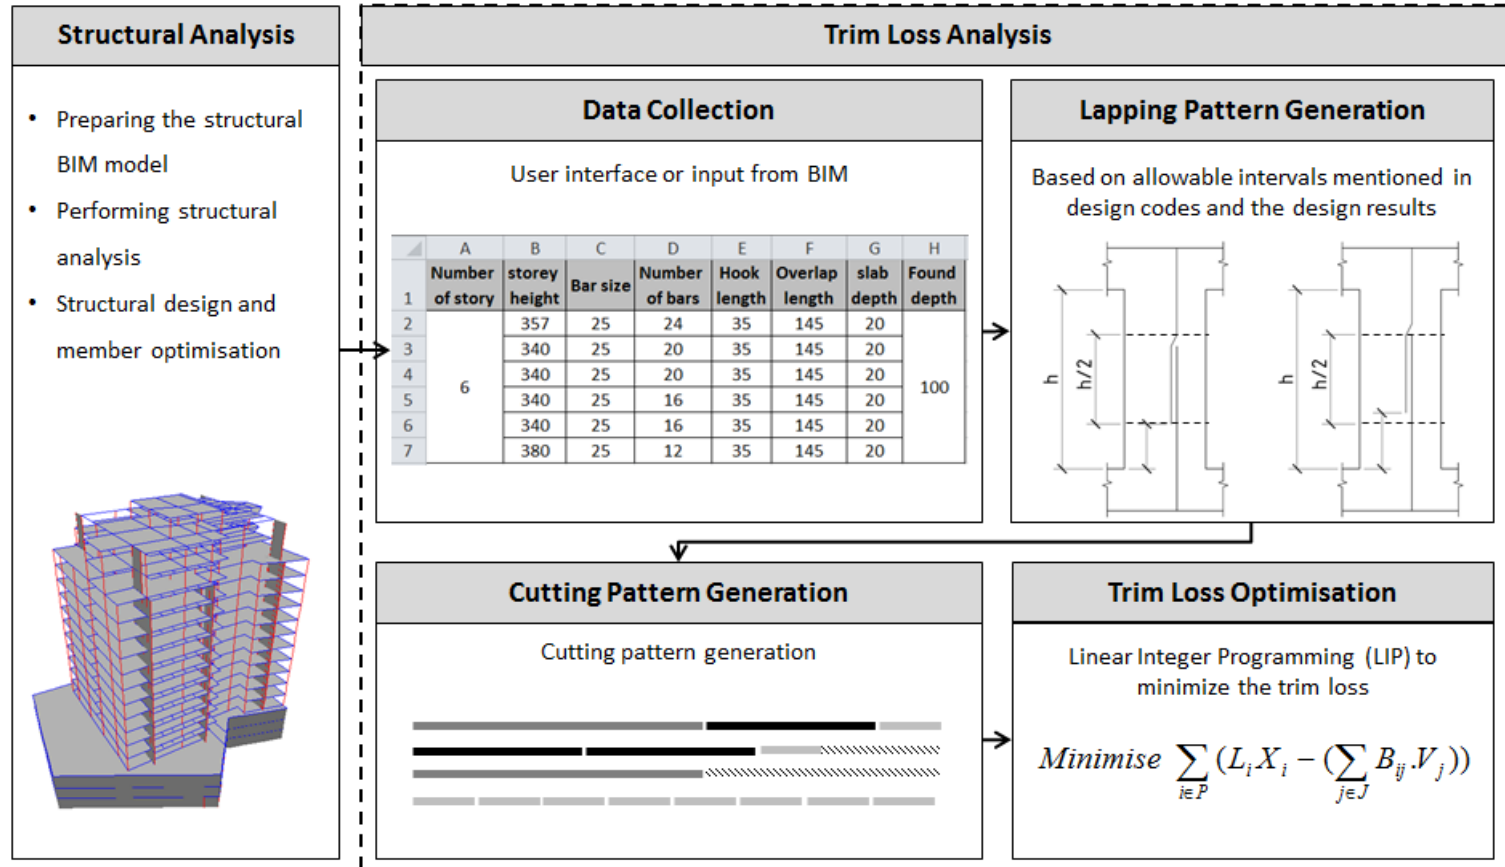 Structural Analysis
• Preparing the structural
BIM model
• Performing structural
analysis
• Structural design and
member optimisation
Trim Loss Analysis
Data Collection
User interface or input from BIM
A B C D E F G H
1 Number of story storey height Bar size Number of bars Hook length Overlap length slab depth Found depth
2 357 25 24 35 145 20
3 340 25 20 35 145 20
4 340 25 20 35 145 20
6 100
5 340 25 16 35 145 20
6 340 25 16 35 145 20
7 380 25 12 35 145 20
Lapping Pattern Generation
Based on allowable intervals mentioned in
design codes and the design results
h h/2 h h/2
Cutting Pattern Generation
Cutting pattern generation
Trim Loss Optimisation
Linear Integer Programming (LIP) to
minimize the trim loss
Minimise ∑_{i∈P} (L_i X_i − (∑_{j∈J} B_{ij}.V_j))